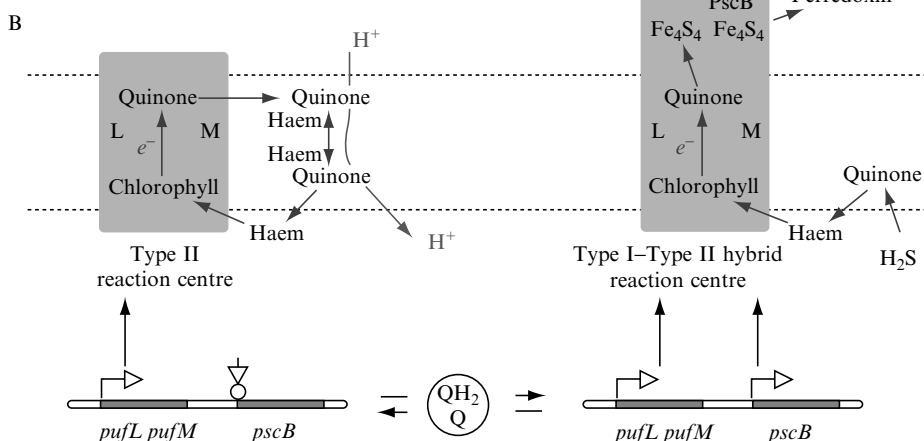 B
PscB
Ferredoxin
Fe4S4 Fe4S4
H+
Quinone
Quinone
Haem
L
M
e−
Haem
Quinone
Chlorophyll
Haem
H+
Type II
reaction centre
Quinone
L
M
e−
Chlorophyll
Quinone
Haem
H2S
Type I–Type II hybrid
reaction centre
QH2
Q
pufL pufM
pscB
pufL pufM
pscB